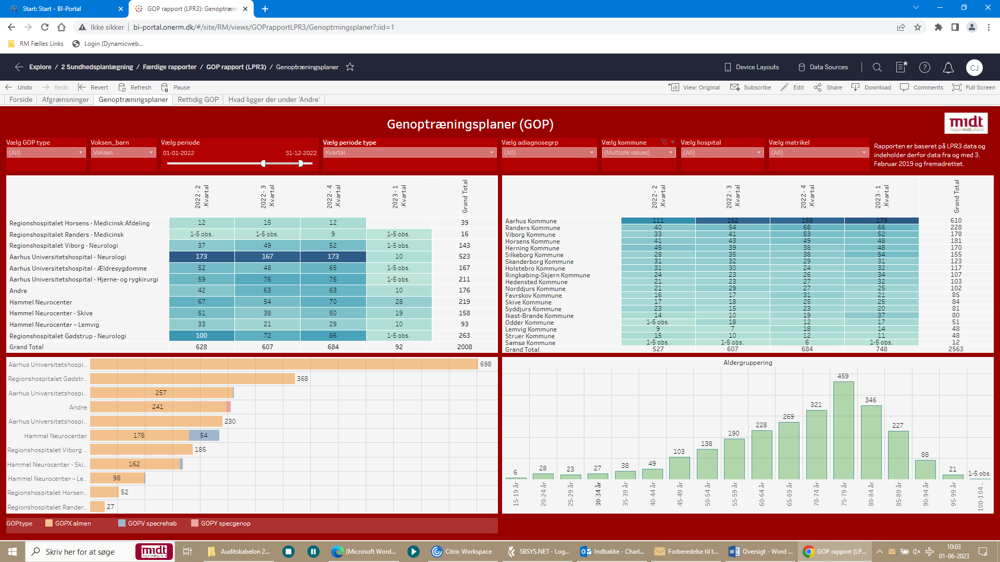 Start: Start - BI-Portal
GOP rapport (LPR3): Genoptræni
Ikke sikker
bi-portal.onerm.dk/#/site/RM/views/GOPrapportLPR3/Genoptrningsplaner?:iid=1
RM Fælles Links
Login (Dynamicweb...
Explore / 2 Sundhedsplanlægning / Færdige rapporter / GOP rapport (LPR3) / Genoptræningsplaner
Device Layouts
Data Sources
CJ
Undo Redo Revert Refresh Pause
View: Original Subscribe Edit Share Download Comments Full Screen
Forside Afgrænsninger Genoptræningsplaner Rettidig GOP Hvad ligger der under 'Andre'
Genoptræningsplaner (GOP)
midt
regionmidtjylland
Vælg GOP type
(All)
Voksen_barn
Voksen
Vælg periode
01-01-2022 31-12-2022
Vælg periode type
Kvartal
Vælg adiagnosegrp
(All)
Vælg kommune
(Multiple values)
Vælg hospital
(All)
Vælg matrikel
(All)
Rapporten er baseret på LPR3 data og
indeholder derfor data fra og med 3.
Februar 2019 og fremadrettet.
2022 - 2 .Kvartal 2022 - 3 .Kvartal 2022 - 4 .Kvartal 2023 - 1 .Kvartal Grand Total
Regionshospitalet Horsens - Medicinsk Afdeling 12 15 12 39
Regionshospitalet Randers - Medicinsk 1-5 obs. 1-5 obs. 9 1-5 obs. 16
Regionshospitalet Viborg - Neurologi 37 49 52 1-5 obs. 143
Aarhus Universitetshospital - Neurologi 173 167 173 10 523
Aarhus Universitetshospital - Ældresygdomme 52 48 65 1-5 obs. 167
Aarhus Universitetshospital - Hjerne- og rygkirurgi 59 76 75 1-5 obs. 211
Andre 42 63 63 10 176
Hammel Neurocenter 67 54 70 28 219
Hammel Neurocenter - Skive 51 38 50 19 158
Hammel Neurocenter – Lemvig 33 21 29 10 93
Regionshospitalet Gødstrup - Neurologi 100 72 86 1-5 obs. 263
Grand Total 628 607 684 92 2008
2022 - 2 .Kvartal 2022 - 3 .Kvartal 2022 - 4 .Kvartal 2023 - 1 .Kvartal Grand Total
Aarhus Kommune 111 162 159 179 610
Randers Kommune 40 54 68 66 228
Viborg Kommune 33 41 53 52 178
Horsens Kommune 41 43 49 48 181
Herning Kommune 45 39 38 48 170
Silkeborg Kommune 28 35 38 54 155
Skanderborg Kommune 31 32 29 31 123
Holstebro Kommune 31 30 24 32 117
Ringkøbing-Skjern Kommune 24 23 26 34 107
Hedensted Kommune 21 23 27 32 103
Norddjurs Kommune 21 29 27 25 102
Favrskov Kommune 16 17 31 21 85
Skive Kommune 17 18 25 25 84
Syddjurs Kommune 23 15 23 20 81
Ikast-Brande Kommune 14 10 19 37 80
Odder Kommune 1-5 obs. 18 12 17 51
Lemvig Kommune 9 7 18 14 48
Struer Kommune 15 10 12 11 48
Samsø Kommune 1-5 obs. 1-5 obs. 6 1-5 obs. 12
Grand Total 527 607 684 748 2563
Aarhus Universitetshospi.. 698
Regionshospitalet Gødstr.. 368
Aarhus Universitetshospi.. 257
Andre 241
Aarhus Universitetshospi.. 230
Hammel Neurocenter 178 54
Regionshospitalet Viborg .. 185
Hammel Neurocenter - Ski.. 162
Hammel Neurocenter – Le.. 98
Regionshospitalet Horsen.. 52
Regionshospitalet Rander.. 27
GOPtype GOPX almen GOPV specrehab GOPY specgenop
Aldergruppering
6 28 23 27 38 49 103 138 190 228 269 321 459 346 227 88 21 1-5 obs.
15-19 år 20-24 år 25-29 år 30-34 år 35-39 år 40-44 år 45-49 år 50-54 år 55-59 år 60-64 år 65-69 år 70-74 år 75-79 år 80-84 år 85-89 år 90-94 år 95-99 år 100-104 ..
Skriv her for at søge
midt
regionmidtjylland
Auditskabelon 2...
(Microsoft Word...
Citrix Workspace
SBSYS.NET - Log...
Indbakke - Charl...
Forberedelse til t...
Oversigt - Word ...
GOP rapport (LP...
10:03
01-06-2023